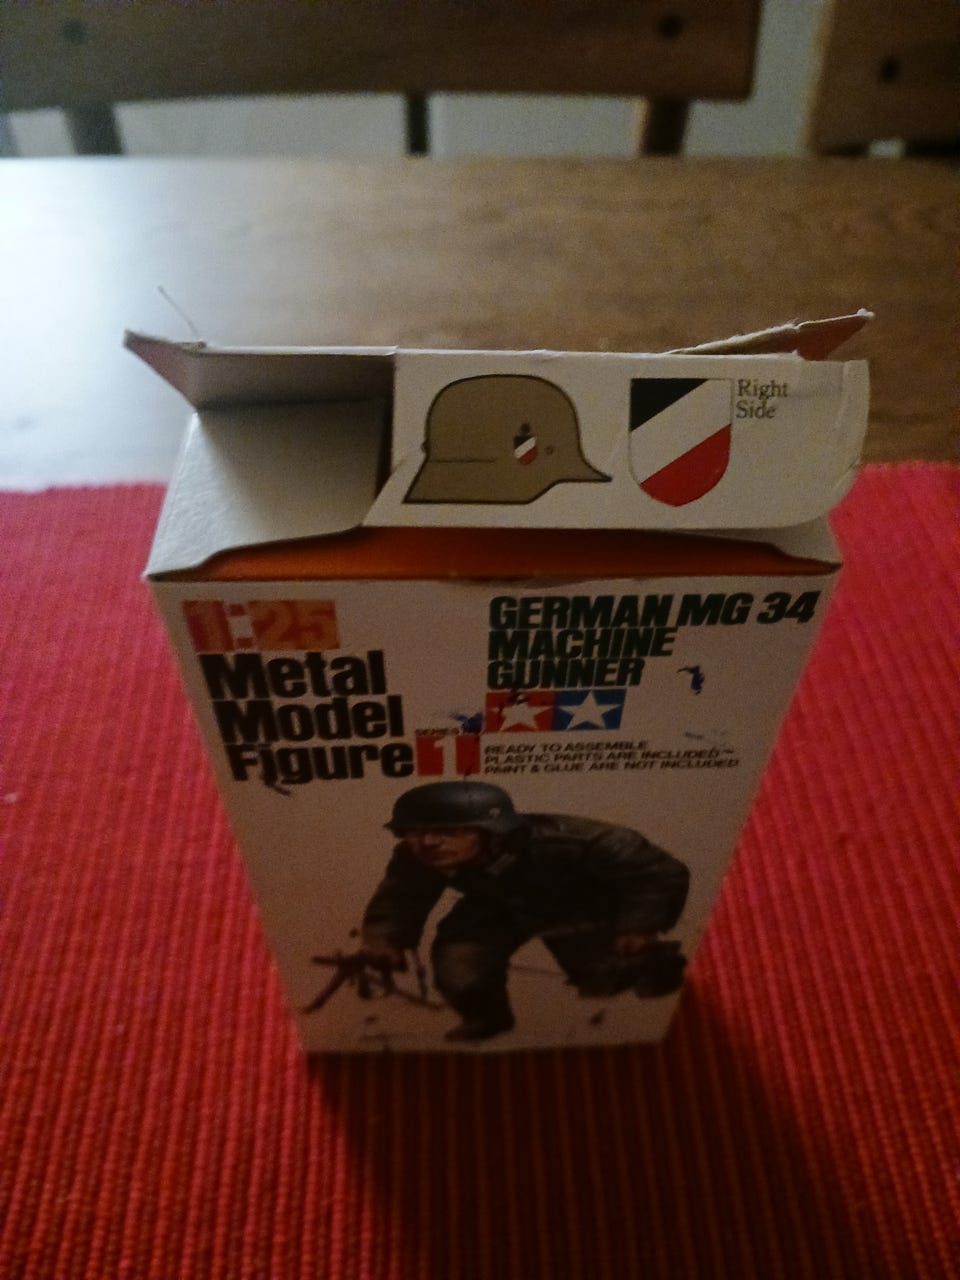 Right
Side
1:25
Metal
Model
Figure
SERIES
1
GERMAN MG 34
MACHINE
GUNNER
READY TO ASSEMBLE
PLASTIC PARTS ARE INCLUDED
PAINT & GLUE ARE NOT INCLUDED